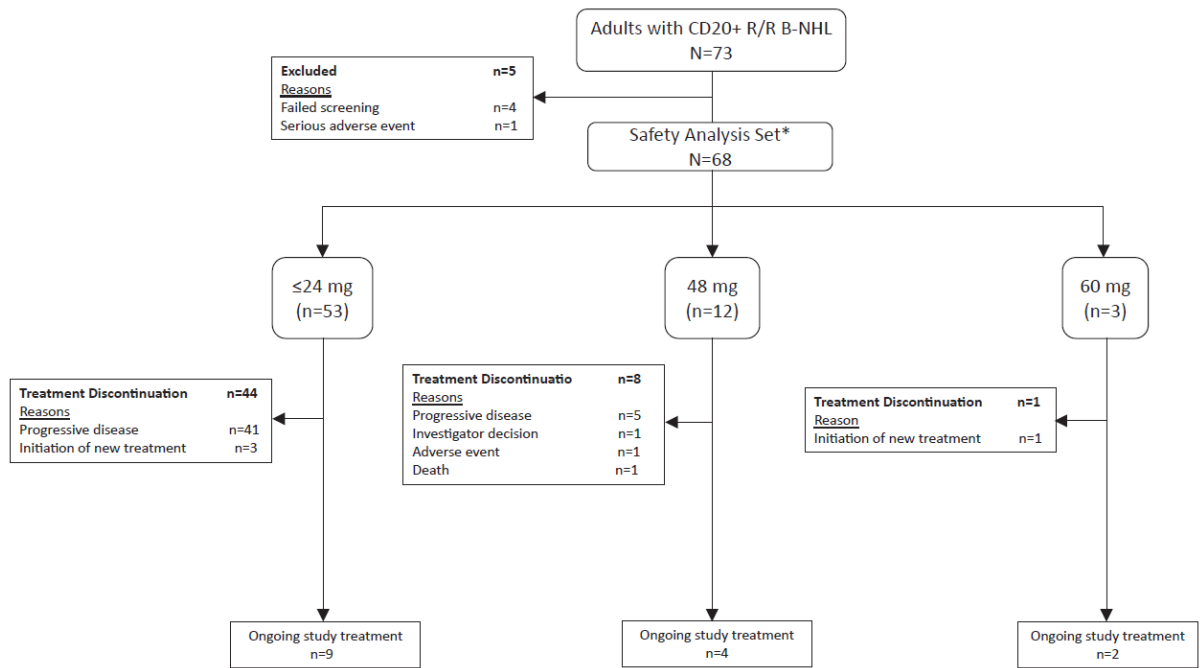 Adults with CD20+ R/R B-NHL
N=73
Excluded n=5
Reasons
Failed screening n=4
Serious adverse event n=1
Safety Analysis Set*
N=68
≤24 mg
(n=53)
48 mg
(n=12)
60 mg
(n=3)
Treatment Discontinuation n=44
Reasons
Progressive disease n=41
Initiation of new treatment n=3
Treatment Discontinuatio n=8
Reasons
Progressive disease n=5
Investigator decision n=1
Adverse event n=1
Death n=1
Treatment Discontinuation n=1
Reason
Initiation of new treatment n=1
Ongoing study treatment
n=9
Ongoing study treatment
n=4
Ongoing study treatment
n=2